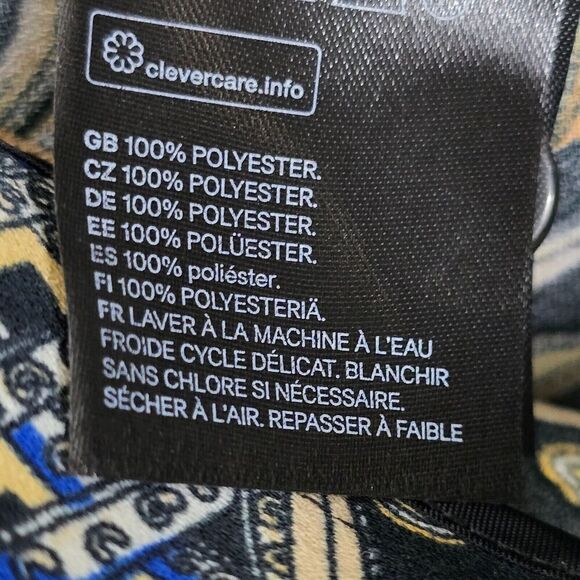 clevercare.info
GB 100% POLYESTER.
CZ 100% POLYESTER.
DE 100% POLYESTER.
EE 100% POLÜESTER.
ES 100% poliéster.
FI 100% POLYESTERIÄ.
FR LAVER À LA MACHINE À L'EAU
FROIDE CYCLE DÉLICAT. BLANCHIR
SANS CHLORE SI NÉCESSAIRE.
SÉCHER À L'AIR. REPASSER À FAIBLE